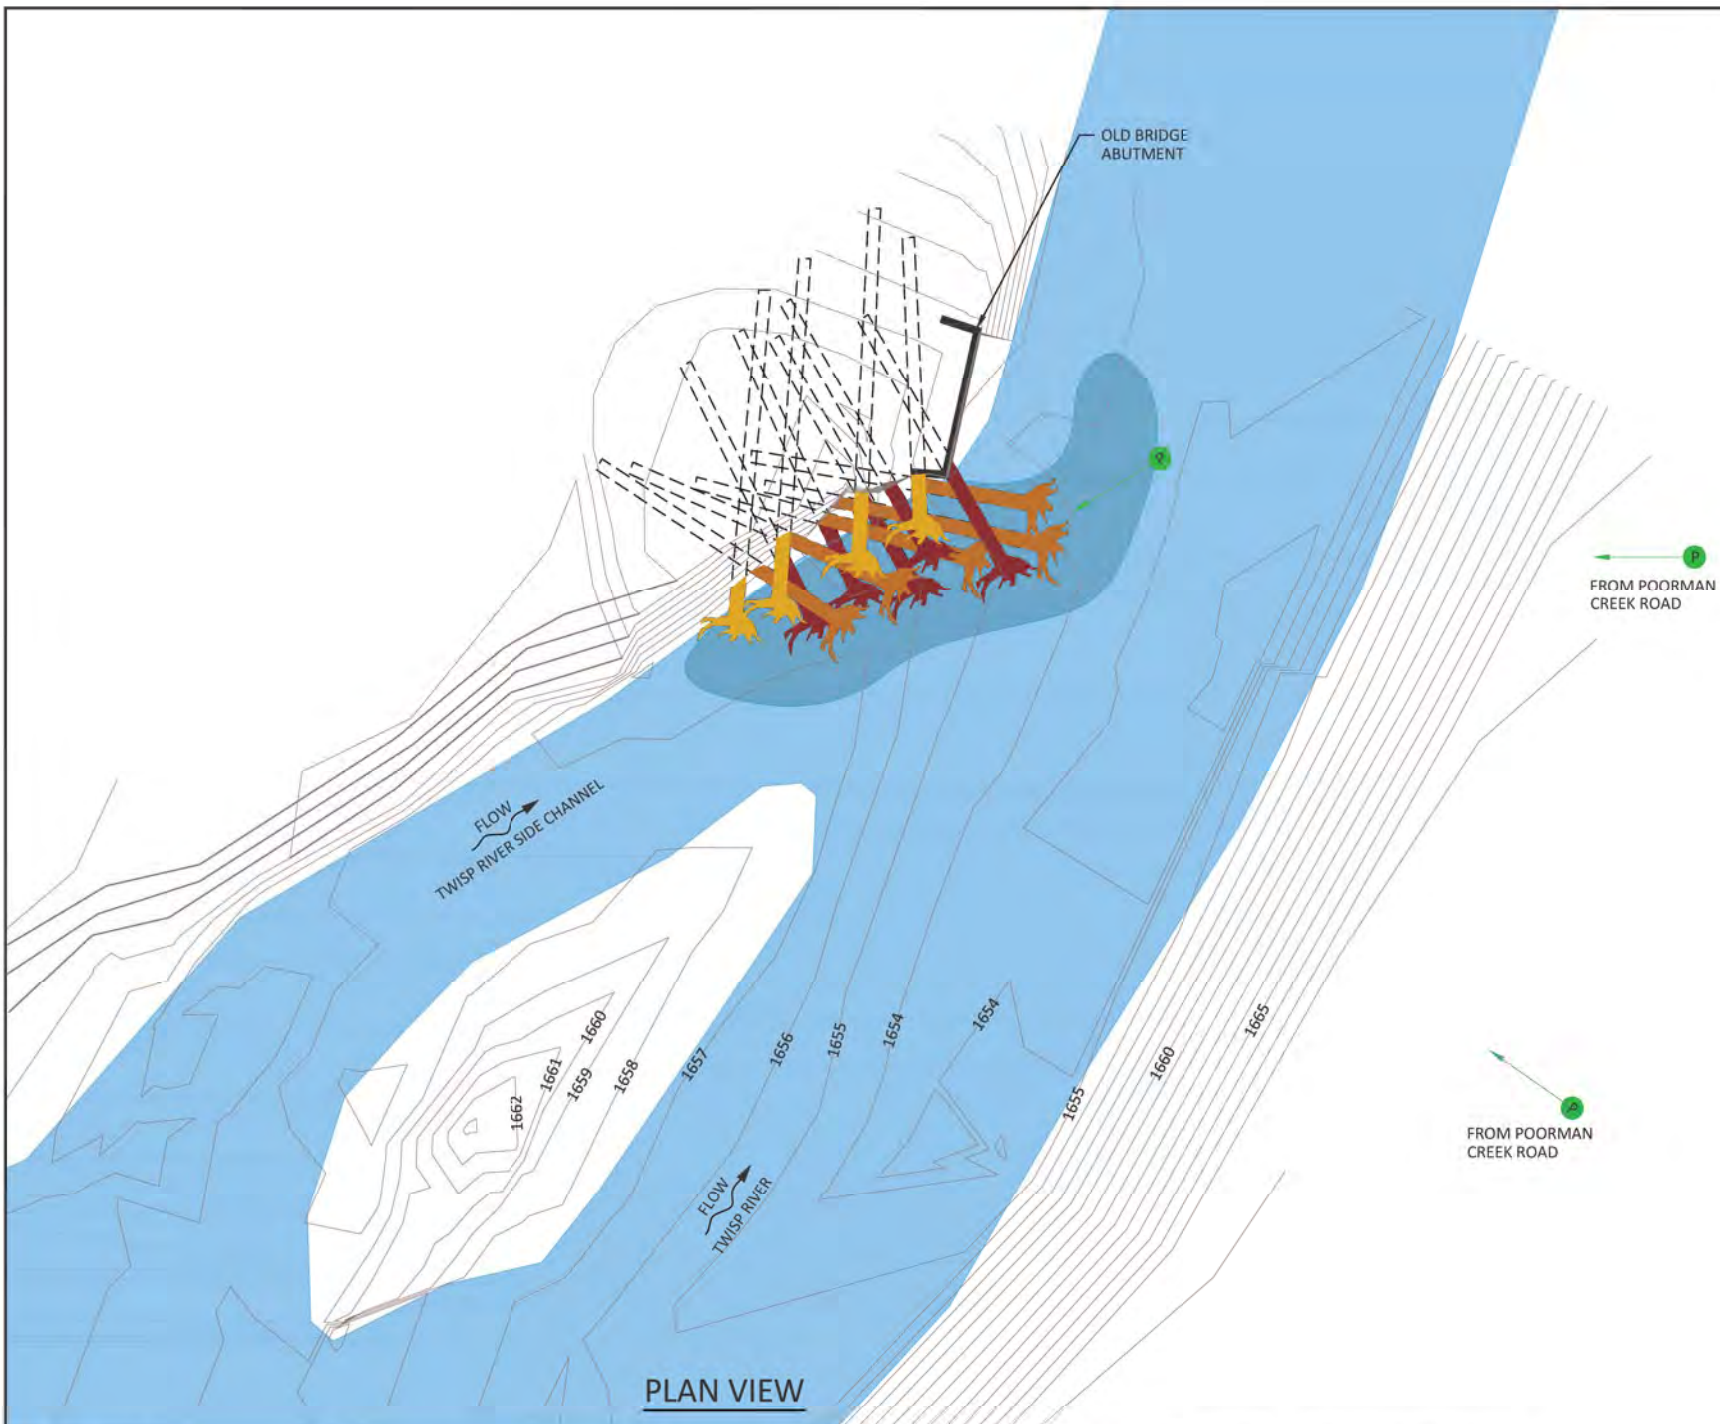 OLD BRIDGE
ABUTMENT
P
P
FROM POORMAN
CREEK ROAD
FLOW
TWISP RIVER SIDE CHANNEL
1660
1661
1659
1658
1662
1657
1656
1655
1654
1654
1655
1660
1665
P
FROM POORMAN
CREEK ROAD
FLOW
TWISP RIVER
PLAN VIEW